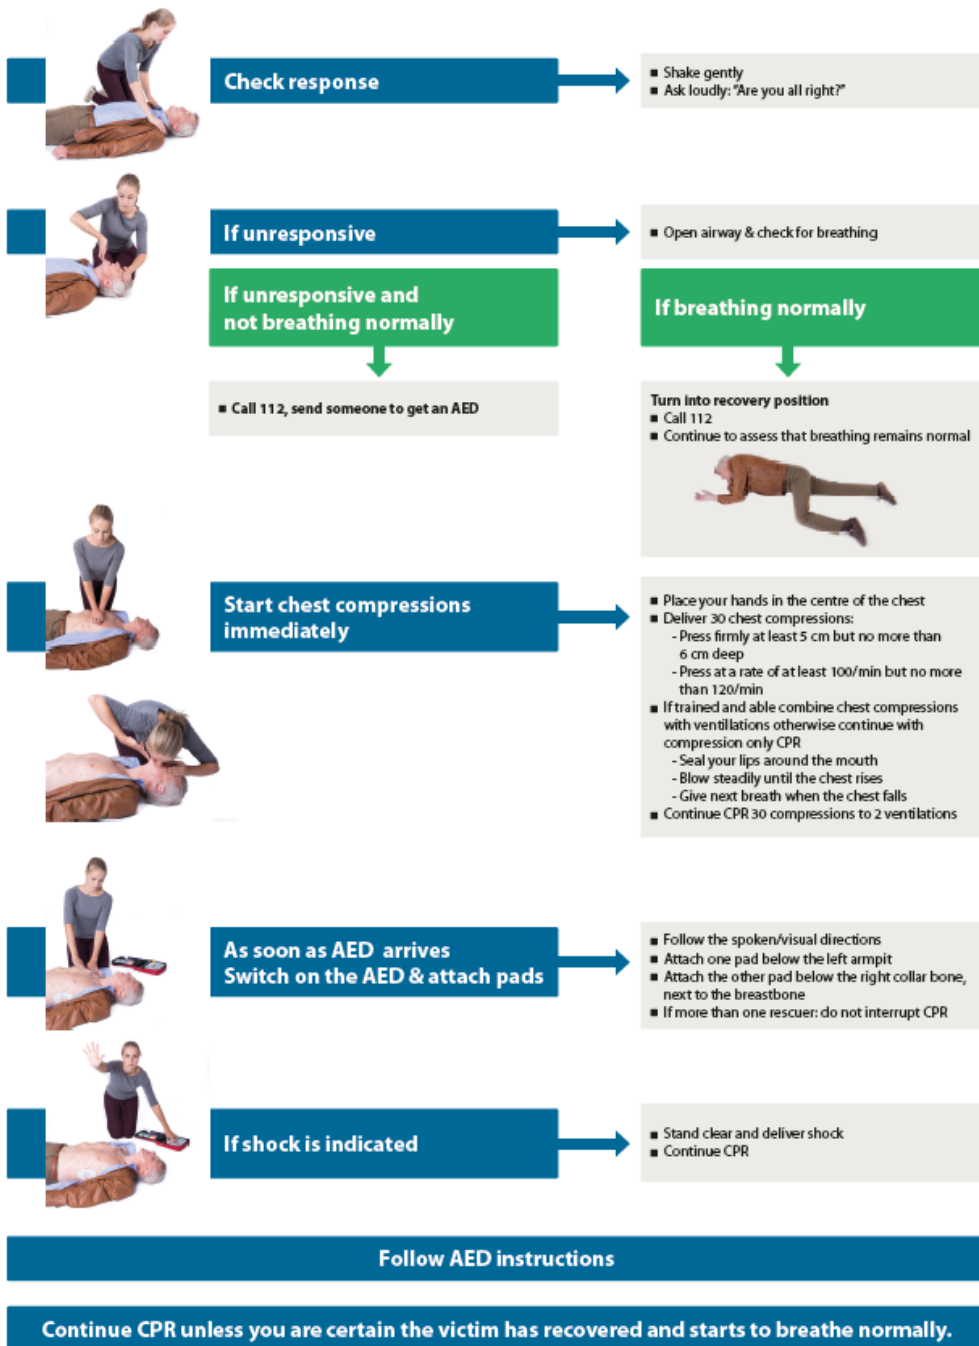 Check response
■ Shake gently
■ Ask loudly: “Are you all right?”
If unresponsive
■ Open airway & check for breathing
If unresponsive and
not breathing normally
■ Call 112, send someone to get an AED
If breathing normally
Turn into recovery position
■ Call 112
■ Continue to assess that breathing remains normal
Start chest compressions
immediately
■ Place your hands in the centre of the chest
■ Deliver 30 chest compressions:
- Press firmly at least 5 cm but no more than
6 cm deep
- Press at a rate of at least 100/min but no more
than 120/min
■ If trained and able combine chest compressions
with ventillations otherwise continue with
compression only CPR
- Seal your lips around the mouth
- Blow steadily until the chest rises
- Give next breath when the chest falls
■ Continue CPR 30 compressions to 2 ventilations
As soon as AED arrives
Switch on the AED & attach pads
■ Follow the spoken/visual directions
■ Attach one pad below the left armpit
■ Attach the other pad below the right collar bone,
next to the breastbone
■ If more than one rescuer: do not interrupt CPR
If shock is indicated
■ Stand clear and deliver shock
■ Continue CPR
Follow AED instructions
Continue CPR unless you are certain the victim has recovered and starts to breathe normally.